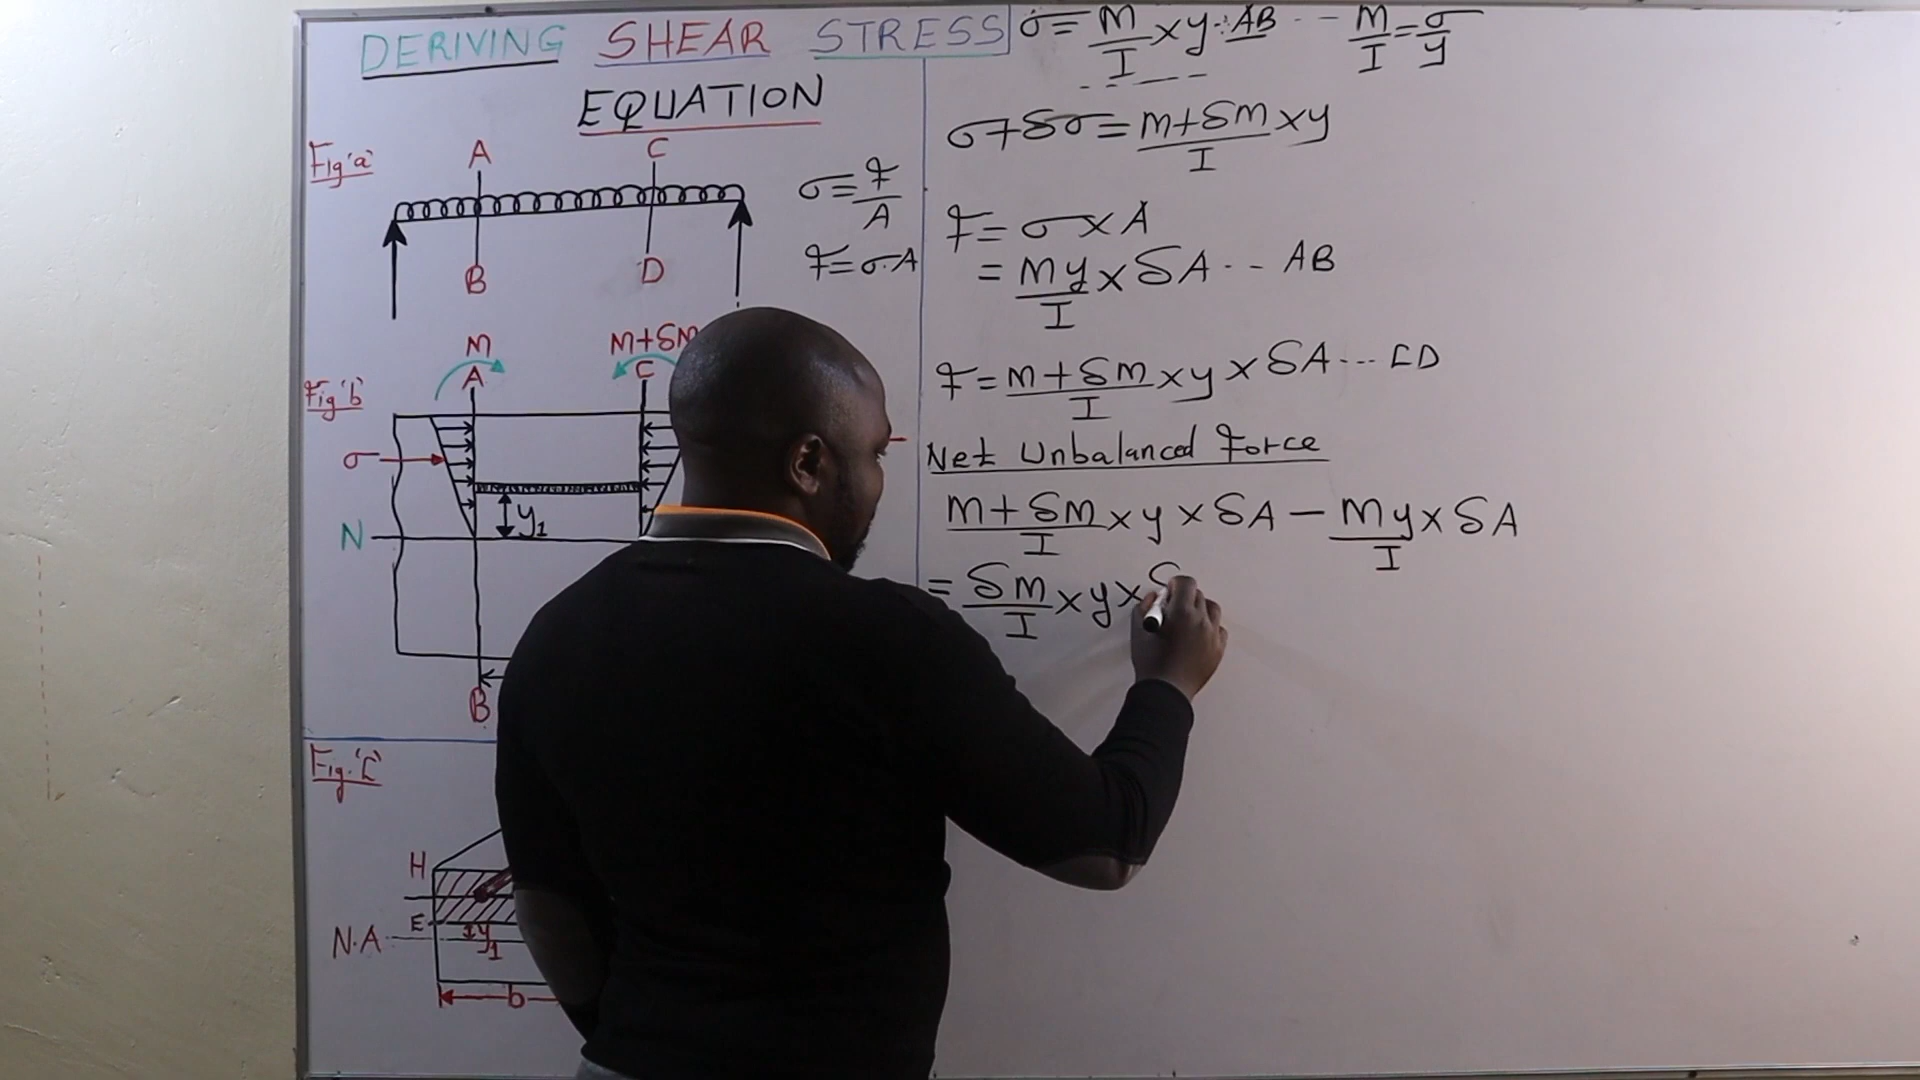 DERIVING SHEAR STRESS
EQUATION
Fig 'a'
A
C
B
D
σ = F/A
F = σ.A
M
M+δM
A
C
Fig 'b'
σ
y₁
N
B
Fig. 'C'
H
E
y₁
N.A
b
σ = M/I × y . AB - - M/I = σ/y
σ + δσ = M+δM/I × y
F = σ × A
= My/I × δA - - AB
F = M+δM/I × y × δA --- CD
Net Unbalanced Force
M+δM/I × y × δA − My/I × δA
= δM/I × y × δ